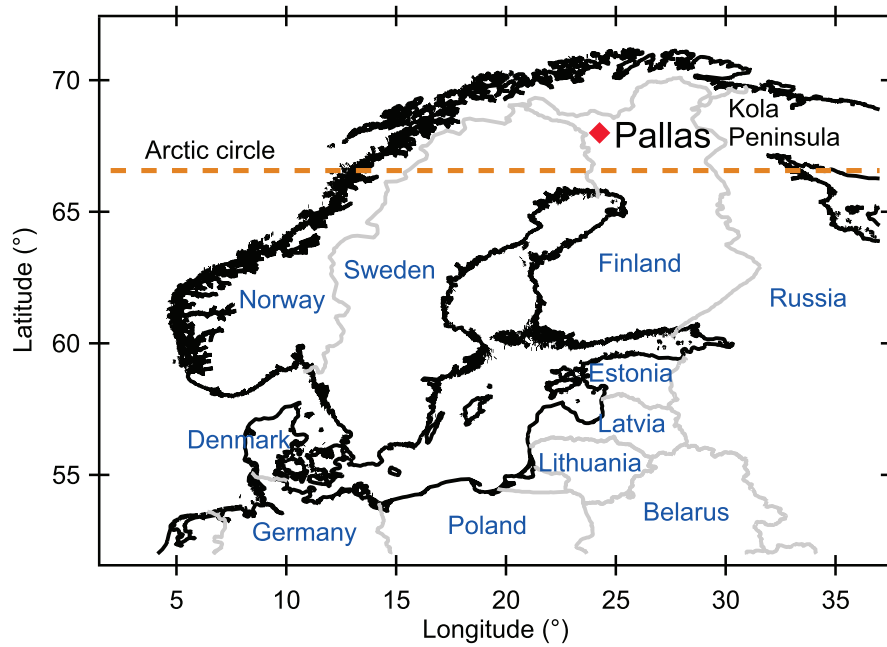 70
Kola
Pallas
Peninsula
Arctic circle
65
Sweden
Finland
Norway
Russia
60
Estonia
Latvia
Denmark
Lithuania
55
Belarus
Germany
Poland
Latitude (°)
5
10
15
20
25
30
35
Longitude (°)